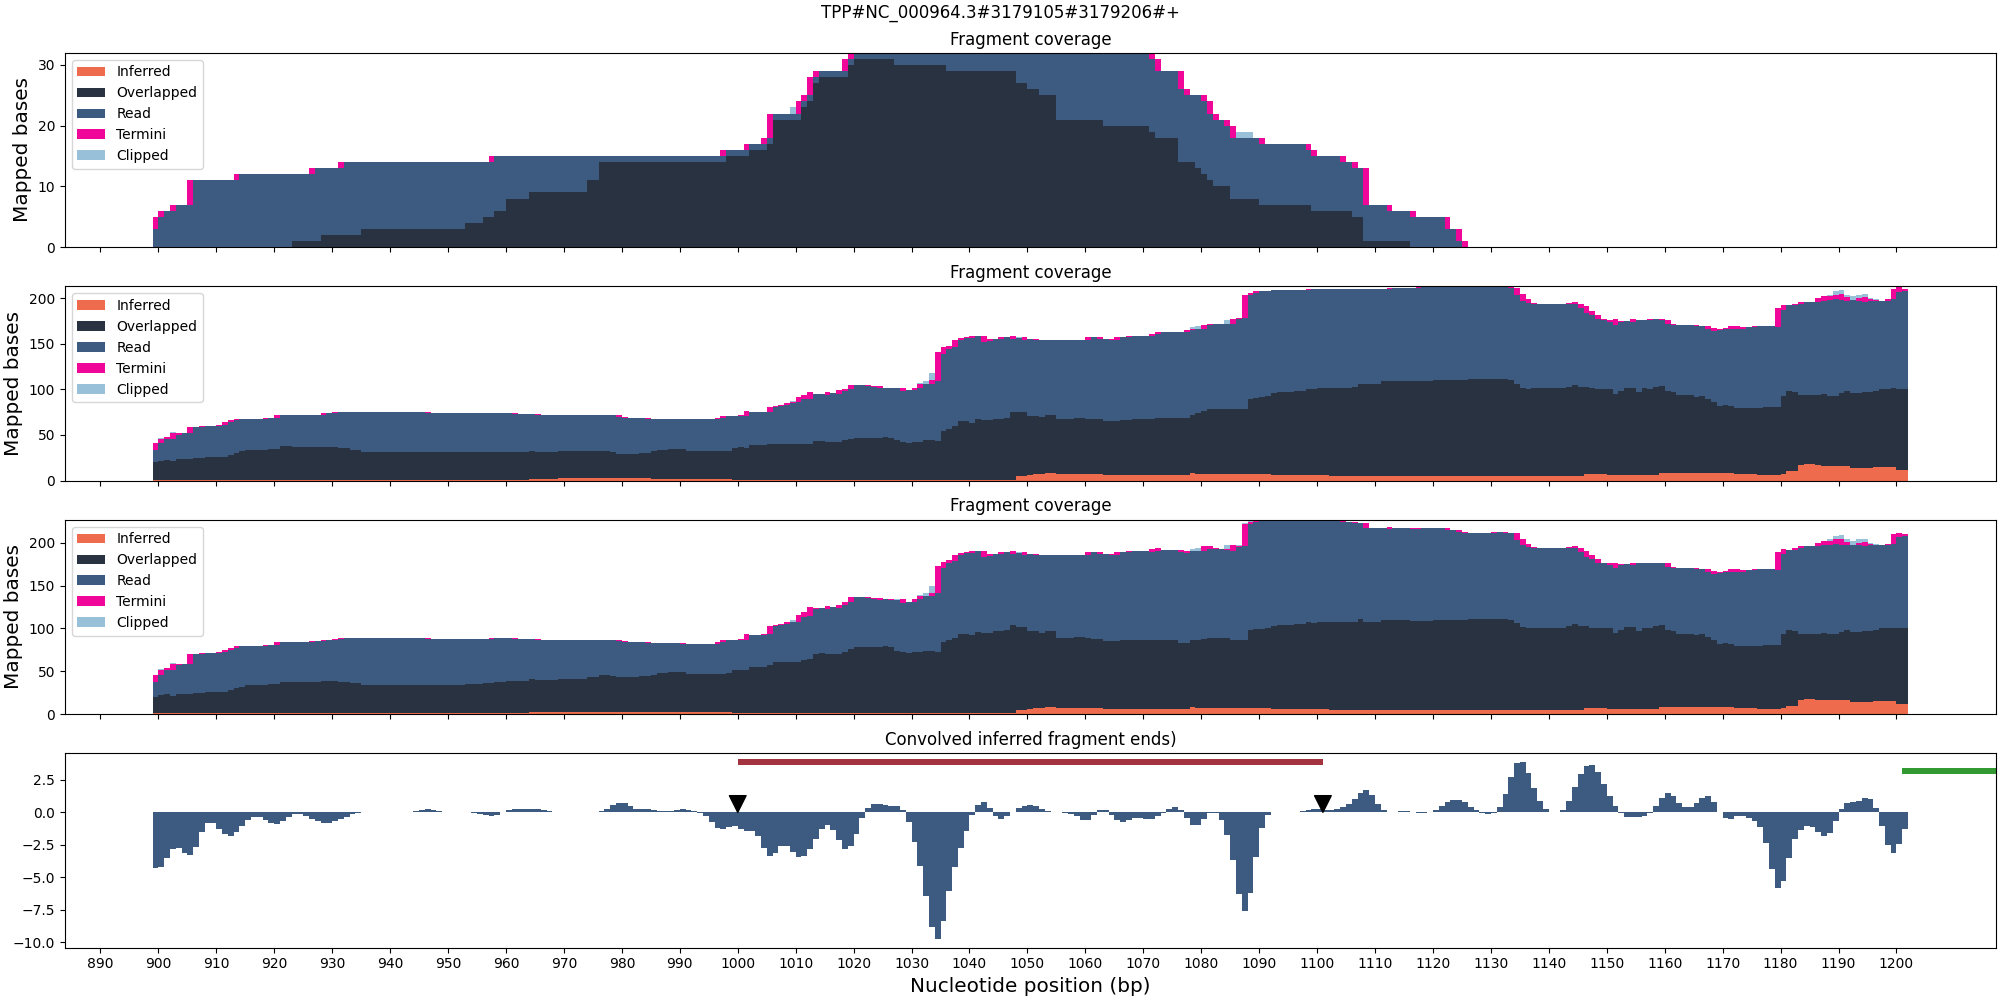 TPP#NC_000964.3#3179105#3179206#+
Fragment coverage
Mapped bases
30
20
10
0
Inferred
Overlapped
Read
Termini
Clipped
Fragment coverage
Mapped bases
200
150
100
50
0
Inferred
Overlapped
Read
Termini
Clipped
Fragment coverage
Mapped bases
200
150
100
50
0
Inferred
Overlapped
Read
Termini
Clipped
Convolved inferred fragment ends)
2.5
0.0
−2.5
−5.0
−7.5
−10.0
890 900 910 920 930 940 950 960 970 980 990 1000 1010 1020 1030 1040 1050 1060 1070 1080 1090 1100 1110 1120 1130 1140 1150 1160 1170 1180 1190 1200
Nucleotide position (bp)